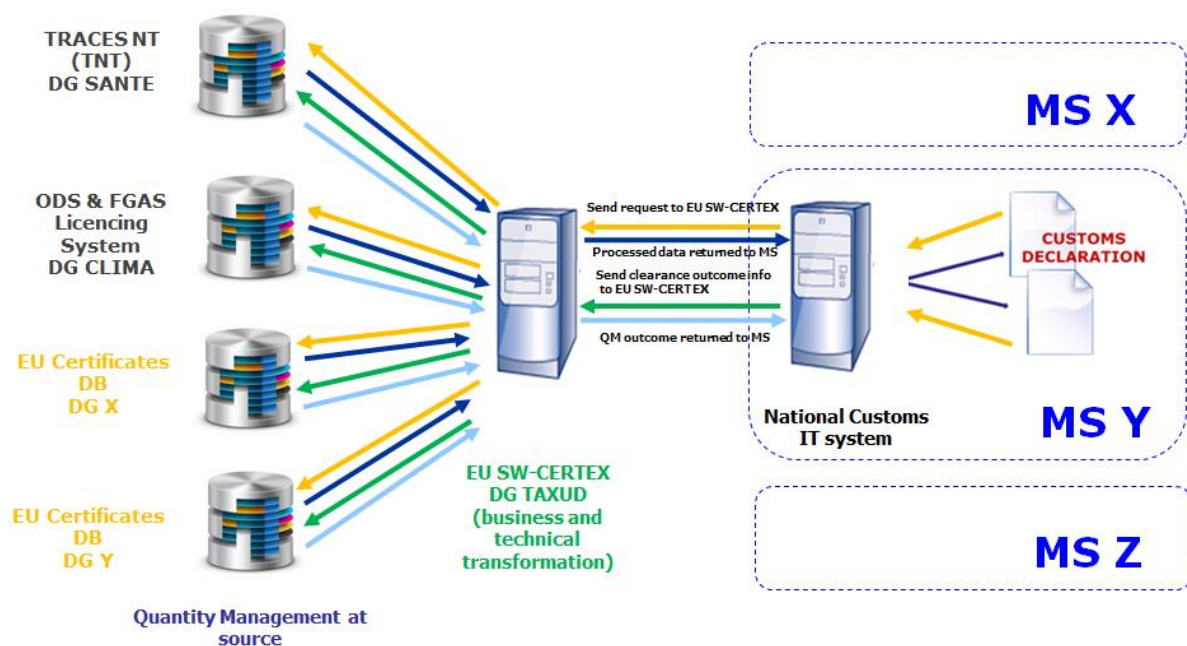 TRACES NT
(TNT)
DG SANTE
ODS & FGAS
Licencing
System
DG CLIMA
EU Certificates
DB
DG X
EU Certificates
DB
DG Y
Quantity Management at
source
EU SW-CERTEX
DG TAXUD
(business and
technical
transformation)
Send request to EU SW-CERTEX
Processed data returned to MS
Send clearance outcome info
to EU SW-CERTEX
QM outcome returned to MS
National Customs
IT system
CUSTOMS
DECLARATION
MS X
MS Y
MS Z